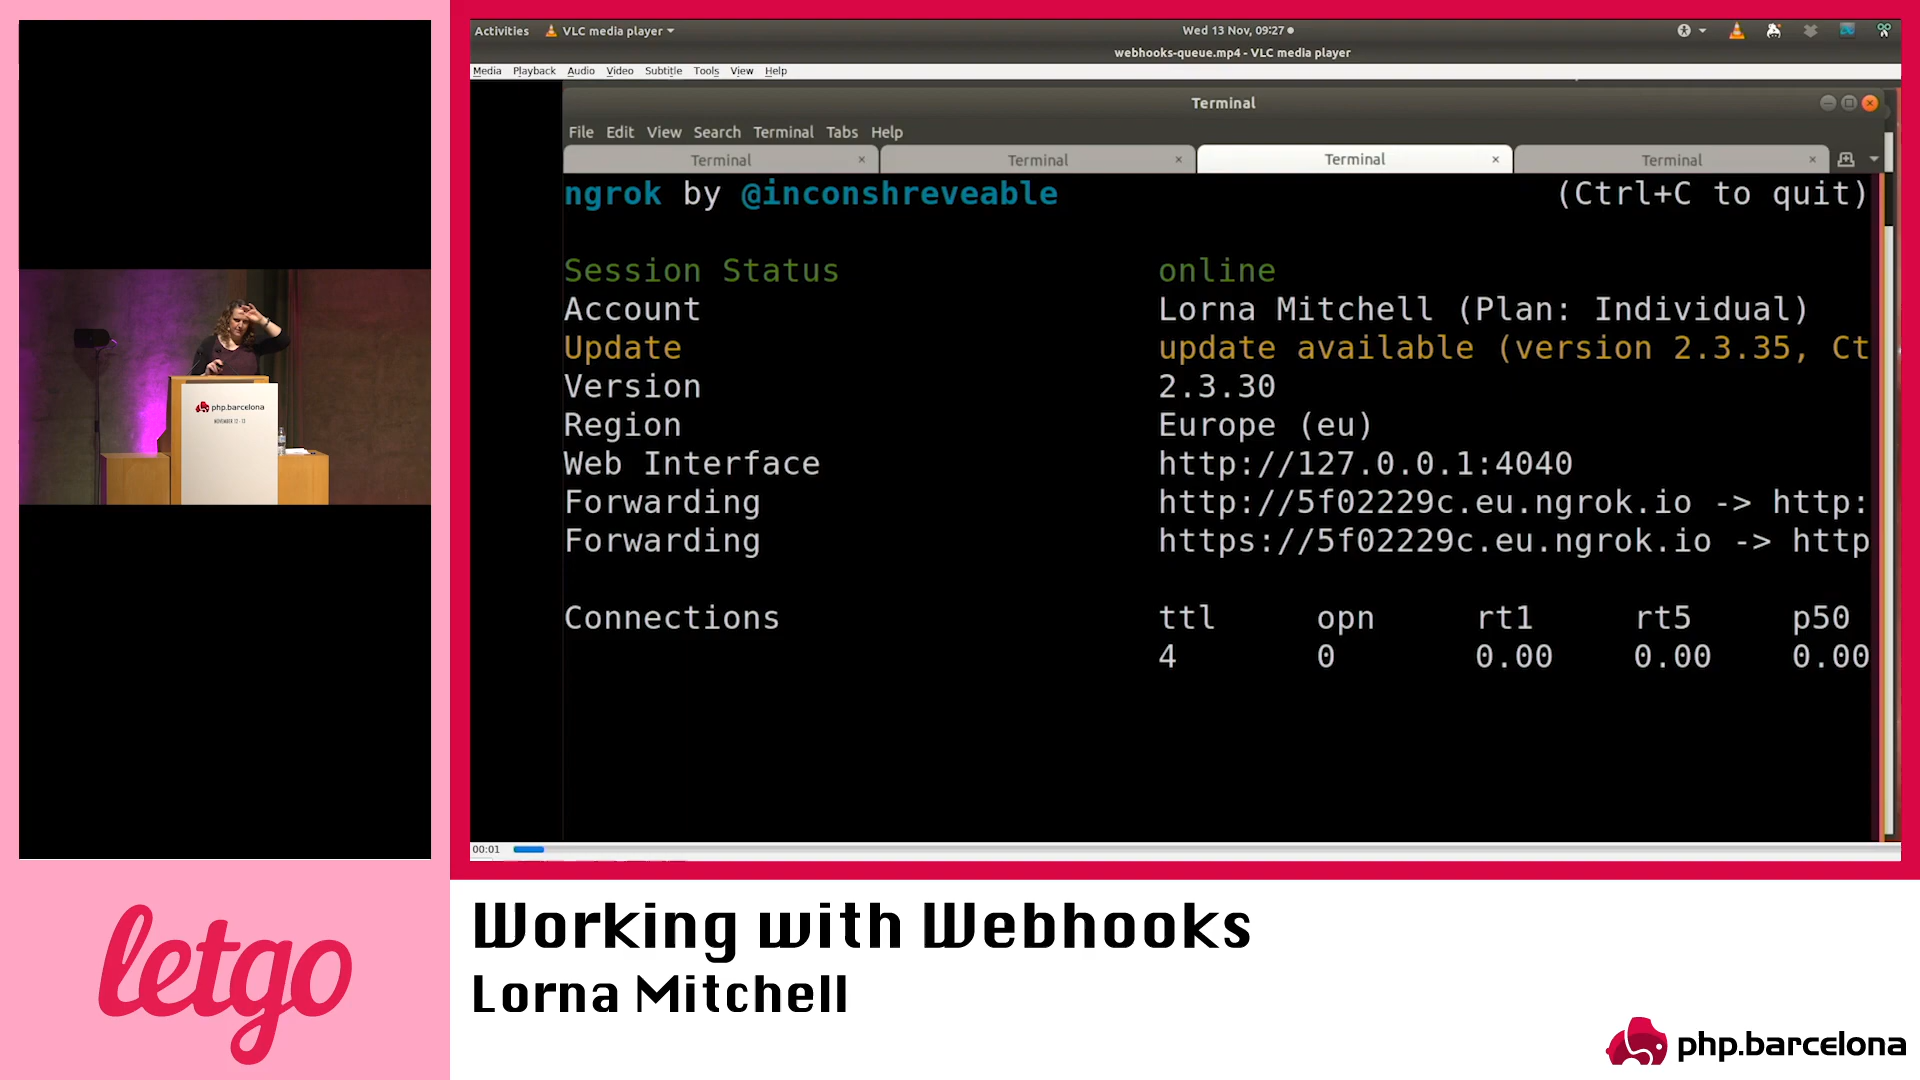 Activities VLC media player Wed 13 Nov, 09:27
webhooks-queue.mp4 - VLC media player
Media Playback Audio Video Subtitle Tools View Help
Terminal
File Edit View Search Terminal Tabs Help
Terminal × Terminal × Terminal × Terminal ×
ngrok by @inconshreveable (Ctrl+C to quit)
Session Status online
Account Lorna Mitchell (Plan: Individual)
Update update available (version 2.3.35, Ct
Version 2.3.30
Region Europe (eu)
Web Interface http://127.0.0.1:4040
Forwarding http://5f02229c.eu.ngrok.io -> http:
Forwarding https://5f02229c.eu.ngrok.io -> http
Connections ttl opn rt1 rt5 p50
4 0 0.00 0.00 0.00
00:01
php.barcelona
NOVEMBER 12 - 13
letgo
Working with Webhooks
Lorna Mitchell
php.barcelona